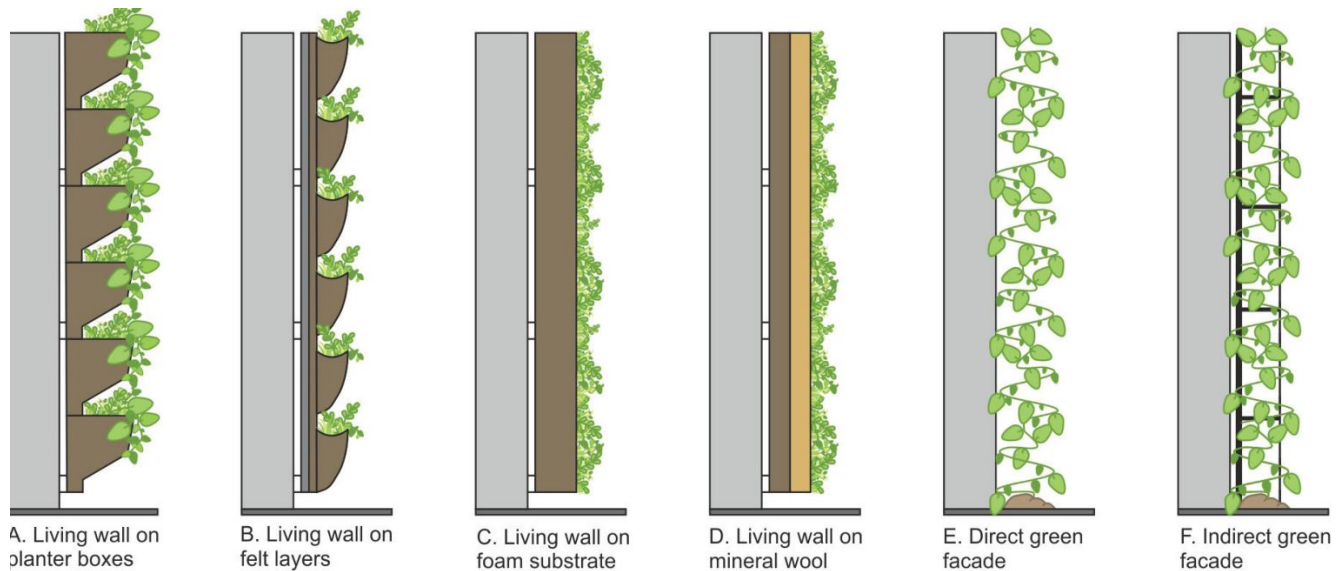 A. Living wall on
planter boxes
B. Living wall on
felt layers
C. Living wall on
foam substrate
D. Living wall on
mineral wool
E. Direct green
facade
F. Indirect green
facade